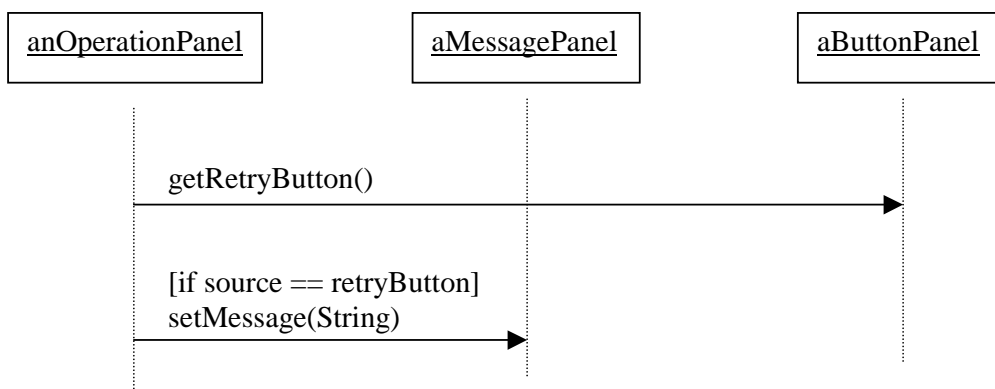 anOperationPanel
aMessagePanel
aButtonPanel
getRetryButton()
[if source == retryButton]
setMessage(String)